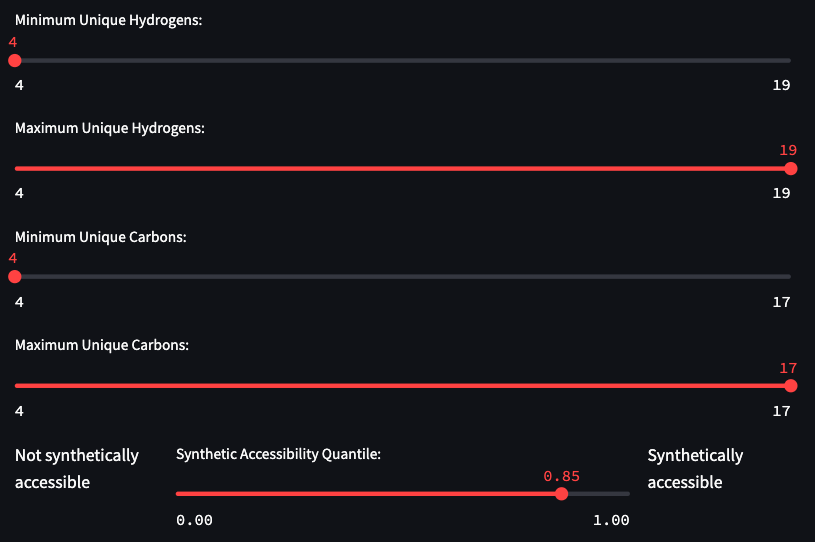 Minimum Unique Hydrogens:
4
4 19
Maximum Unique Hydrogens:
19
4 19
Minimum Unique Carbons:
4
4 17
Maximum Unique Carbons:
17
4 17
Not synthetically
accessible
Synthetic Accessibility Quantile:
0.85
0.00 1.00
Synthetically
accessible